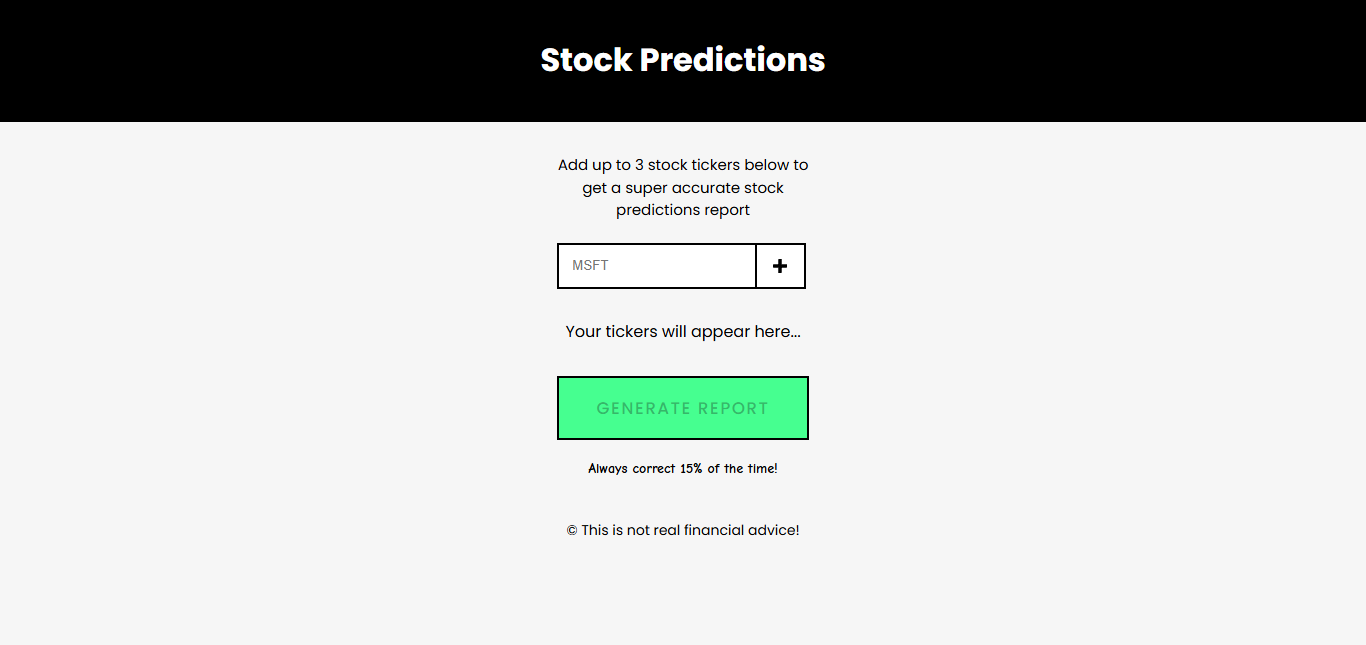 Stock Predictions
Add up to 3 stock tickers below to
get a super accurate stock
predictions report
MSFT
Your tickers will appear here...
GENERATE REPORT
Always correct 15% of the time!
© This is not real financial advice!